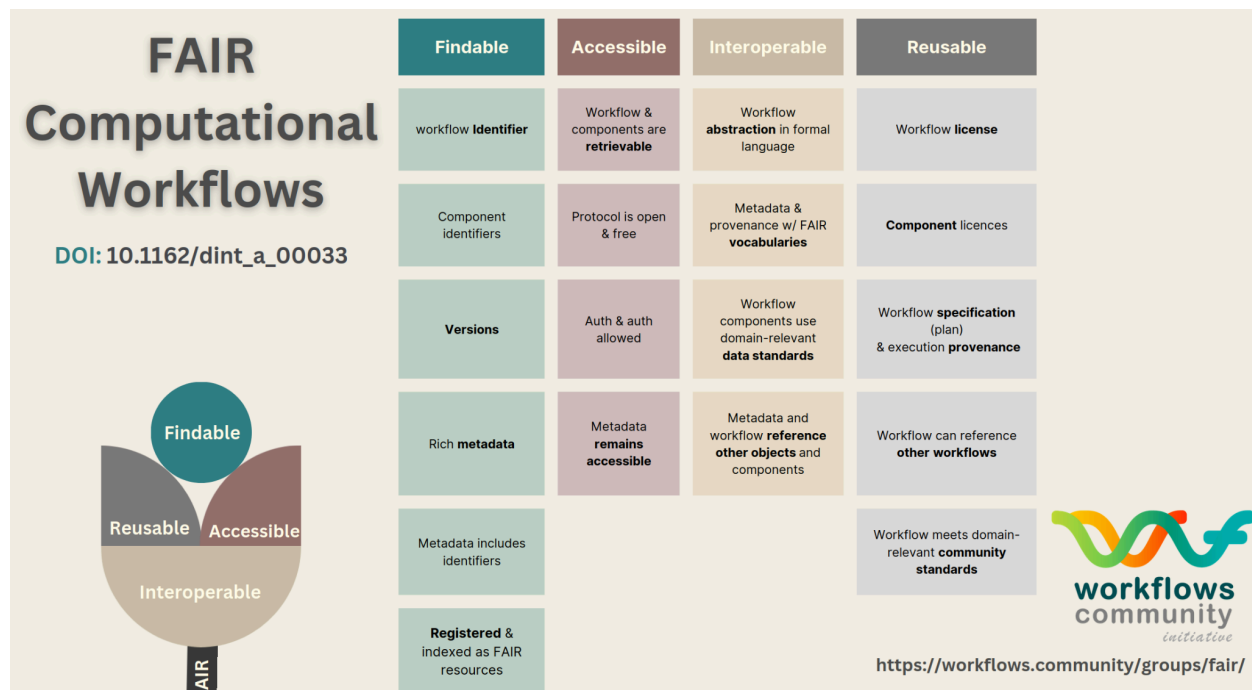 FAIR
Computational
Workflows
DOI: 10.1162/dint_a_00033
Findable
Reusable
Accessible
Interoperable
AIR
Findable
workflow Identifier
Component
identifiers
Versions
Rich metadata
Metadata includes
identifiers
Registered &
indexed as FAIR
resources
Accessible
Workflow &
components are
retrievable
Protocol is open
& free
Auth & auth
allowed
Metadata
remains
accessible
Interoperable
Workflow
abstraction in formal
language
Metadata &
provenance w/ FAIR
vocabularies
Workflow
components use
domain-relevant
data standards
Metadata and
workflow reference
other objects and
components
Reusable
Workflow license
Component licences
Workflow specification
(plan)
& execution provenance
Workflow can reference
other workflows
Workflow meets domain-
relevant community
standards
workflows
community
initiative
https://workflows.community/groups/fair/